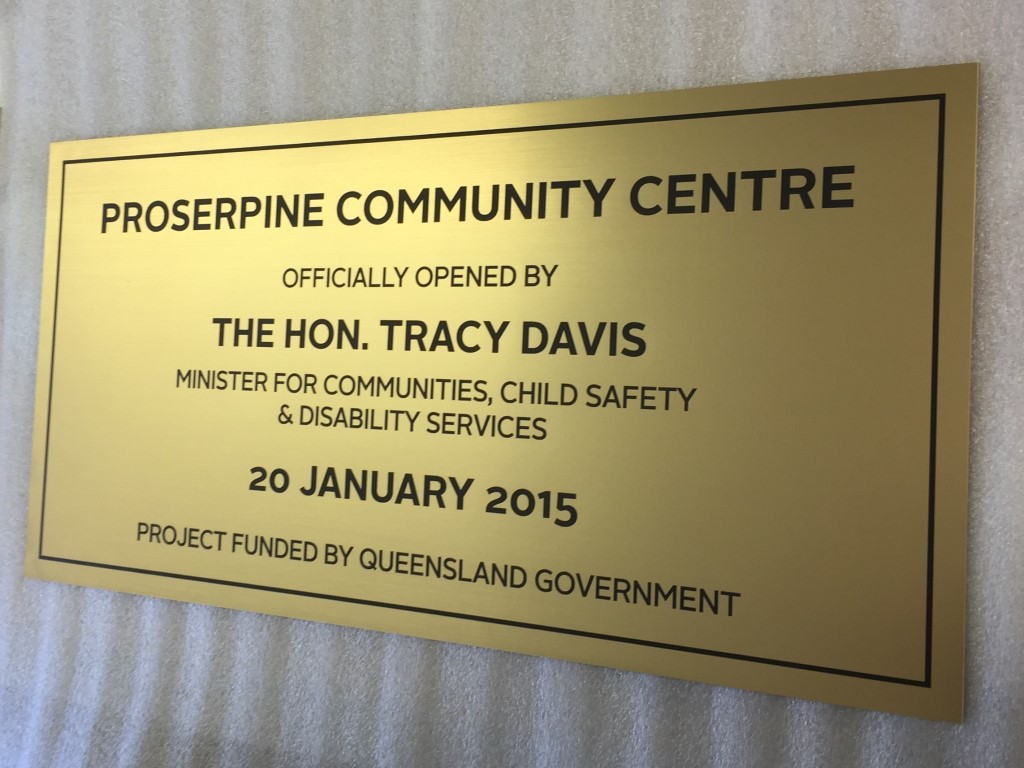 PROSERPINE COMMUNITY CENTRE
OFFICIALLY OPENED BY
THE HON. TRACY DAVIS
MINISTER FOR COMMUNITIES, CHILD SAFETY
& DISABILITY SERVICES
20 JANUARY 2015
PROJECT FUNDED BY QUEENSLAND GOVERNMENT